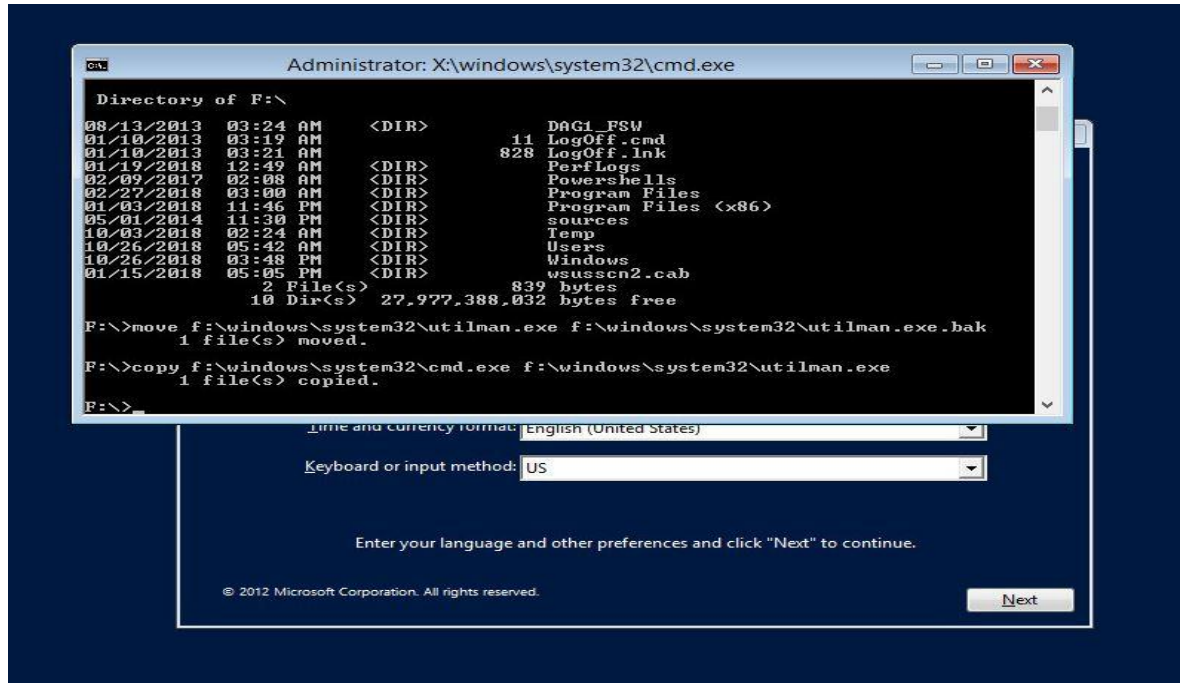 Administrator: X:\windows\system32\cmd.exe
Directory of F:\
08/13/2013 03:24 AM <DIR> DAG1_FSW
01/10/2013 03:19 AM 11 LogOff.cmd
01/10/2013 03:21 AM 828 LogOff.lnk
01/19/2018 12:49 AM <DIR> PerfLogs
02/09/2017 02:08 AM <DIR> Powershells
02/27/2018 03:00 AM <DIR> Program Files
01/03/2018 11:46 PM <DIR> Program Files (x86)
05/01/2014 11:30 PM <DIR> sources
10/03/2018 02:24 AM <DIR> Temp
10/26/2018 05:42 AM <DIR> Users
10/26/2018 03:48 PM <DIR> Windows
01/15/2018 05:05 PM <DIR> wsusscn2.cab
2 File(s) 839 bytes
10 Dir(s) 27,977,388,032 bytes free
F:\>move f:\windows\system32\utilman.exe f:\windows\system32\utilman.exe.bak
1 file(s) moved.
F:\>copy f:\windows\system32\cmd.exe f:\windows\system32\utilman.exe
1 file(s) copied.
F:\>_
Time and currency format: English (United States)
Keyboard or input method: US
Enter your language and other preferences and click "Next" to continue.
© 2012 Microsoft Corporation. All rights reserved.
Next